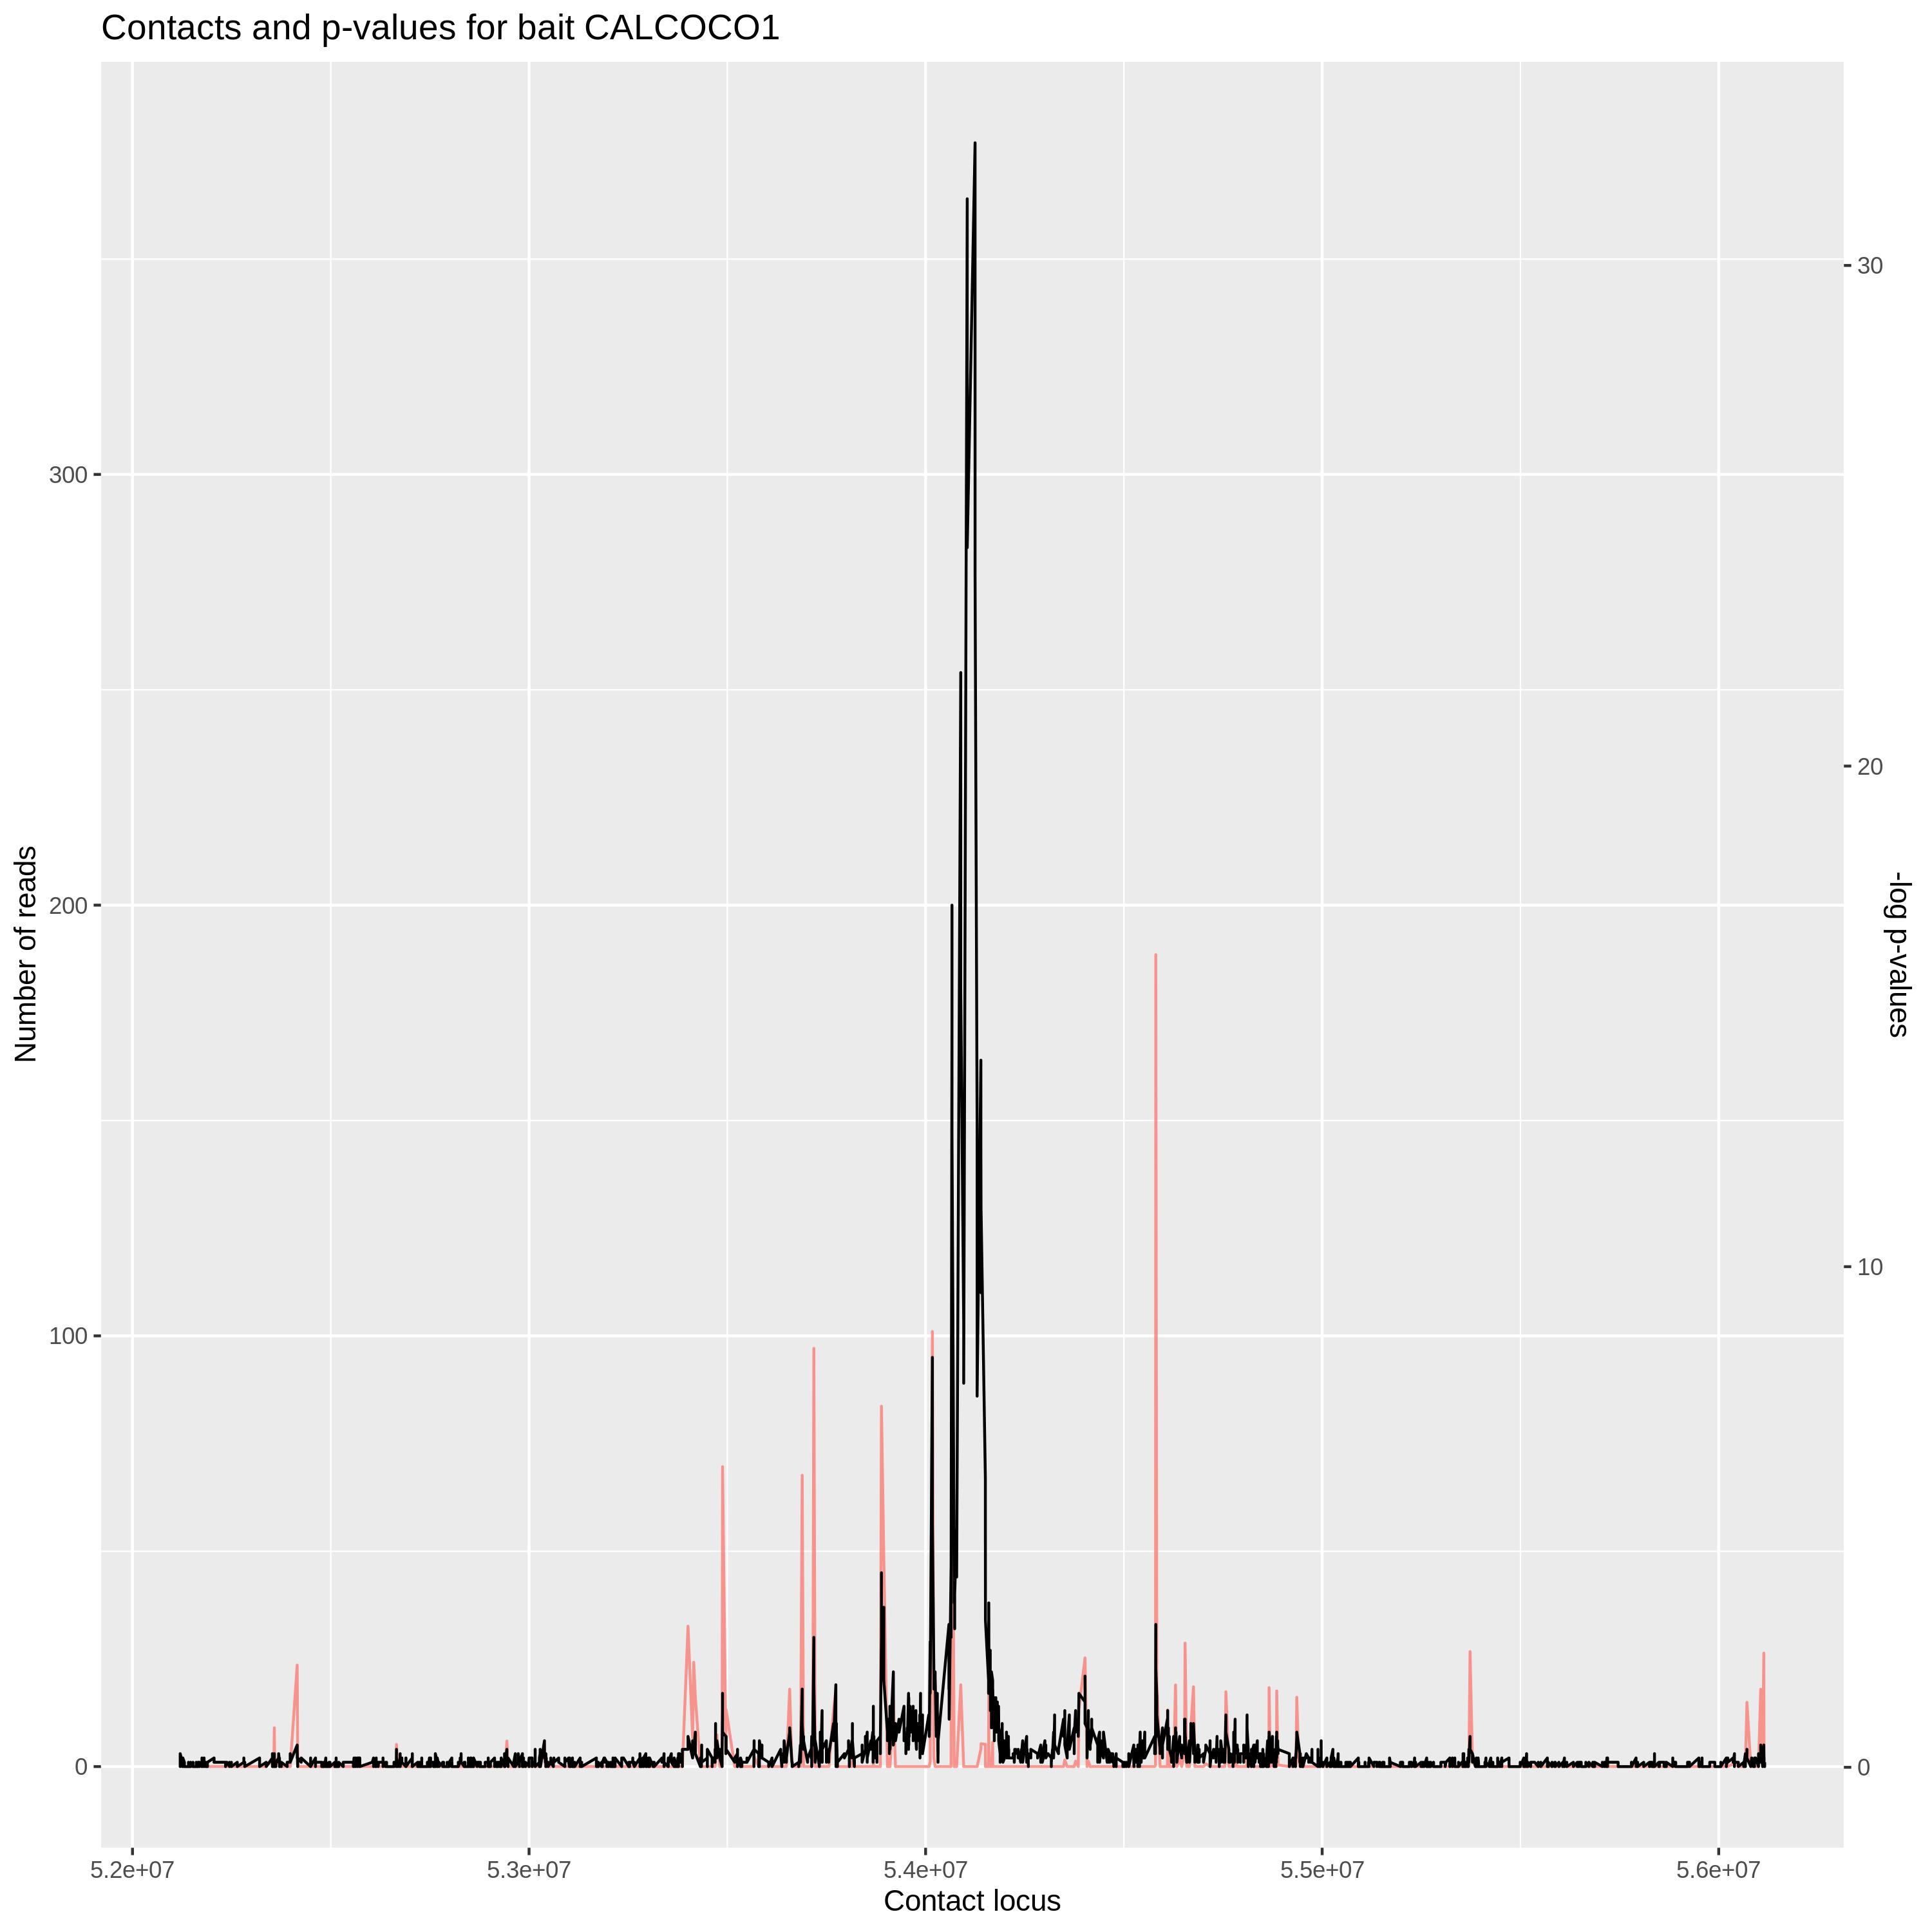 Contacts and p-values for bait CALCOCO1
Number of reads
300
200
100
0
30
20
10
0
-log p-values
5.2e+07
5.3e+07
5.4e+07
5.5e+07
5.6e+07
Contact locus